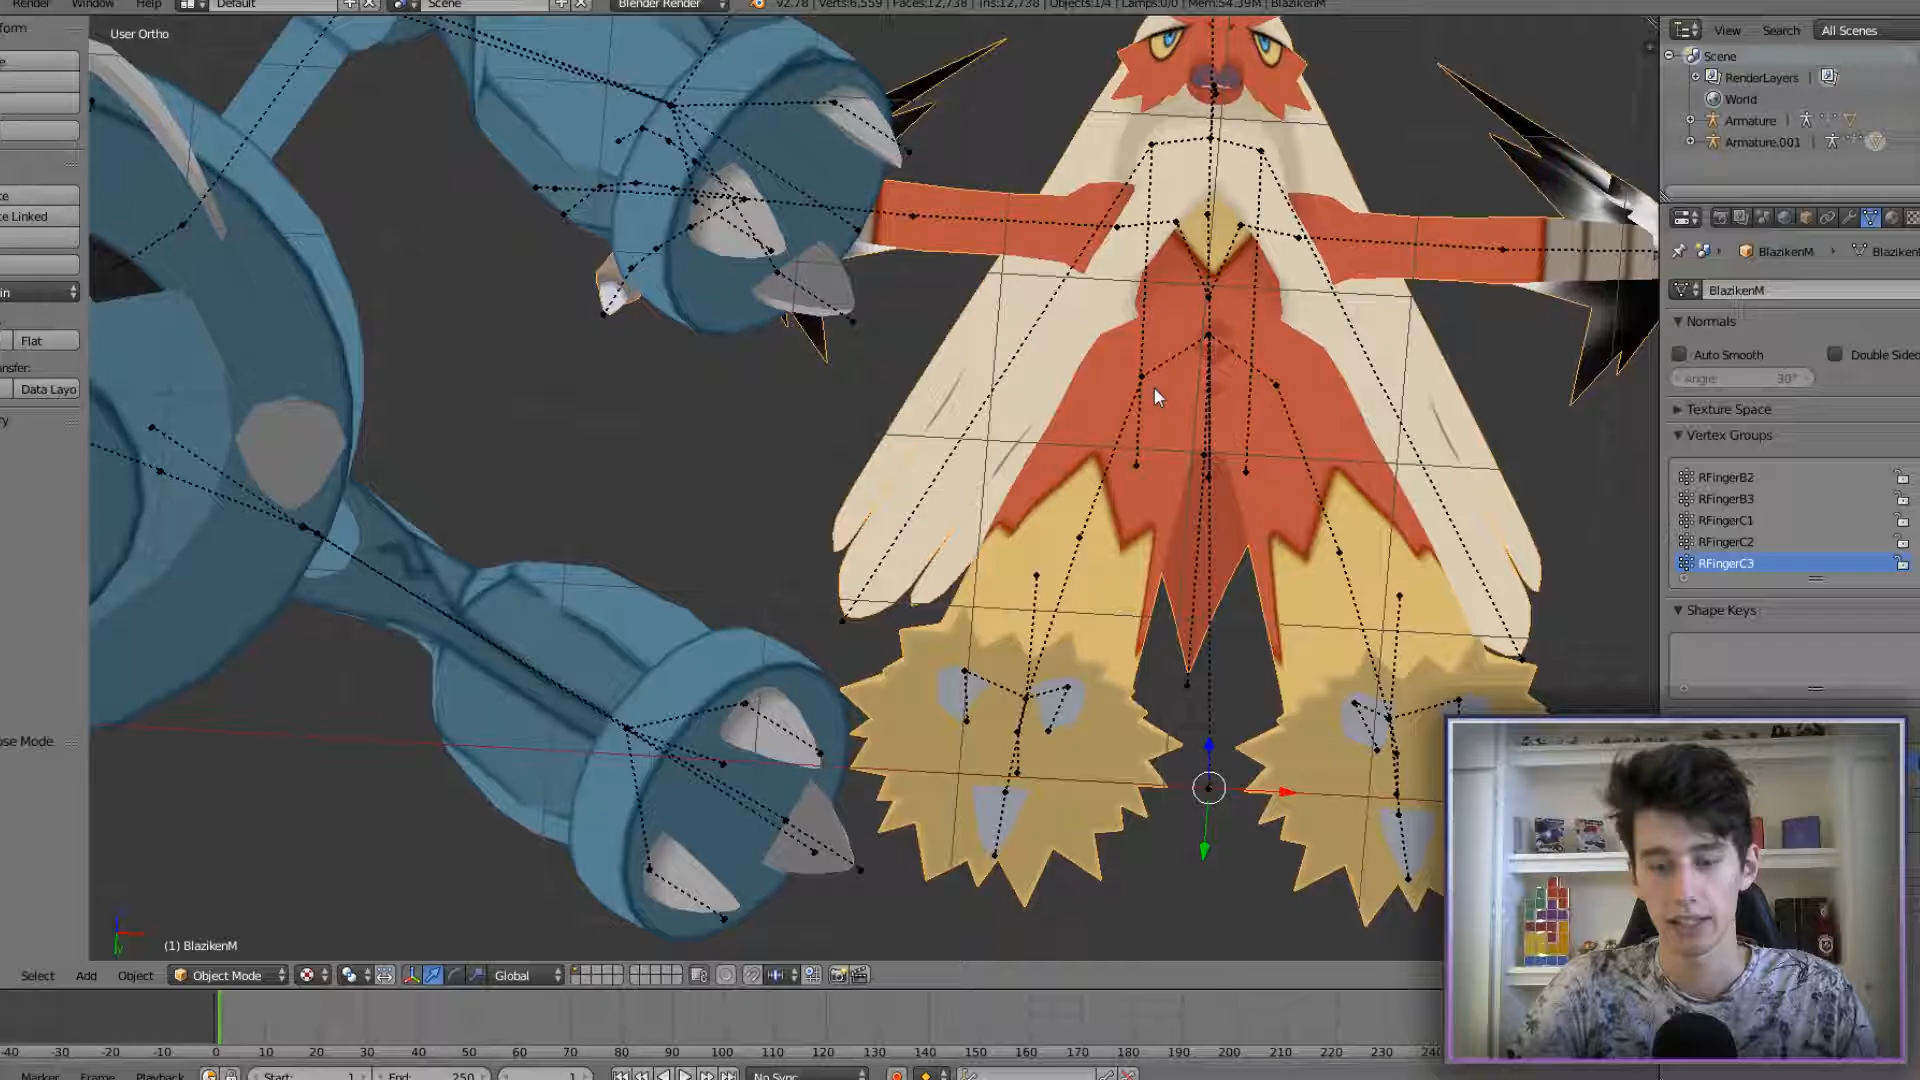 Render Window Help Default Scene Blender Render v2.78 | Verts:6,559 | Faces:12,738 | Tris:12,738 | Objects:1/4 | Lamps:0/0 | Mem:54.39M | BlazikenM
User Ortho
View Search All Scenes
Scene
RenderLayers
World
Armature
Armature.001
BlazikenM
BlazikenM
Normals
Auto Smooth Double Sided
Angle: 30°
Texture Space
Vertex Groups
RFingerB2
RFingerB3
RFingerC1
RFingerC2
RFingerC3
Shape Keys
Flat
Data Layo
ose Mode
(1) BlazikenM
Select Add Object Object Mode Global
-40 -30 -20 -10 0 10 20 30 40 50 60 70 80 90 100 110 120 130 140 150 160 170 180 190 200 210 220 230
Marker Frame Playback Start: 1 End: 250 1 No Sync